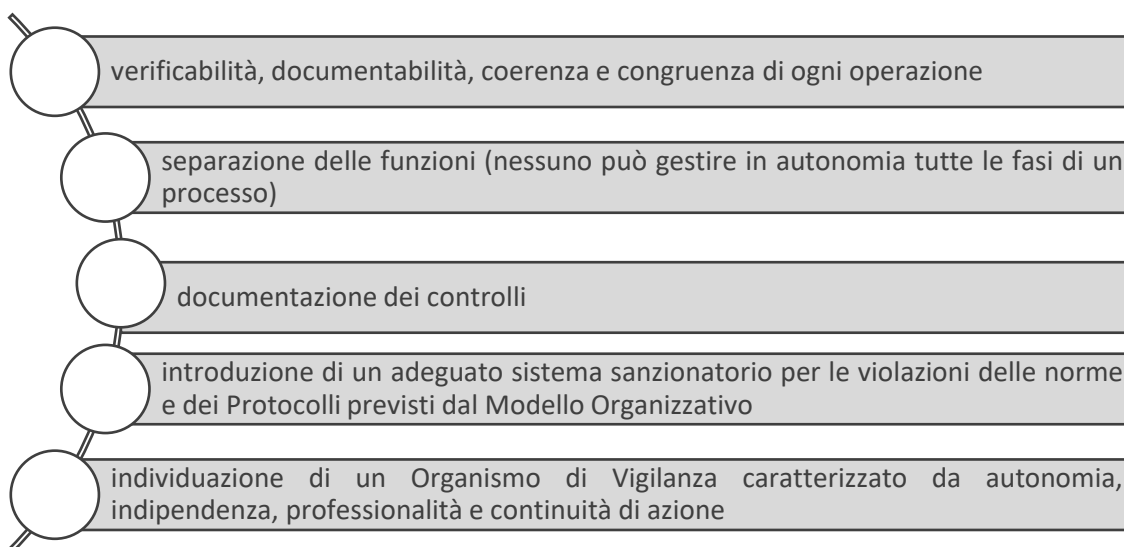 verificabilità, documentabilità, coerenza e congruenza di ogni operazione
separazione delle funzioni (nessuno può gestire in autonomia tutte le fasi di un
processo)
documentazione dei controlli
introduzione di un adeguato sistema sanzionatorio per le violazioni delle norme
e dei Protocolli previsti dal Modello Organizzativo
individuazione di un Organismo di Vigilanza caratterizzato da autonomia,
indipendenza, professionalità e continuità di azione